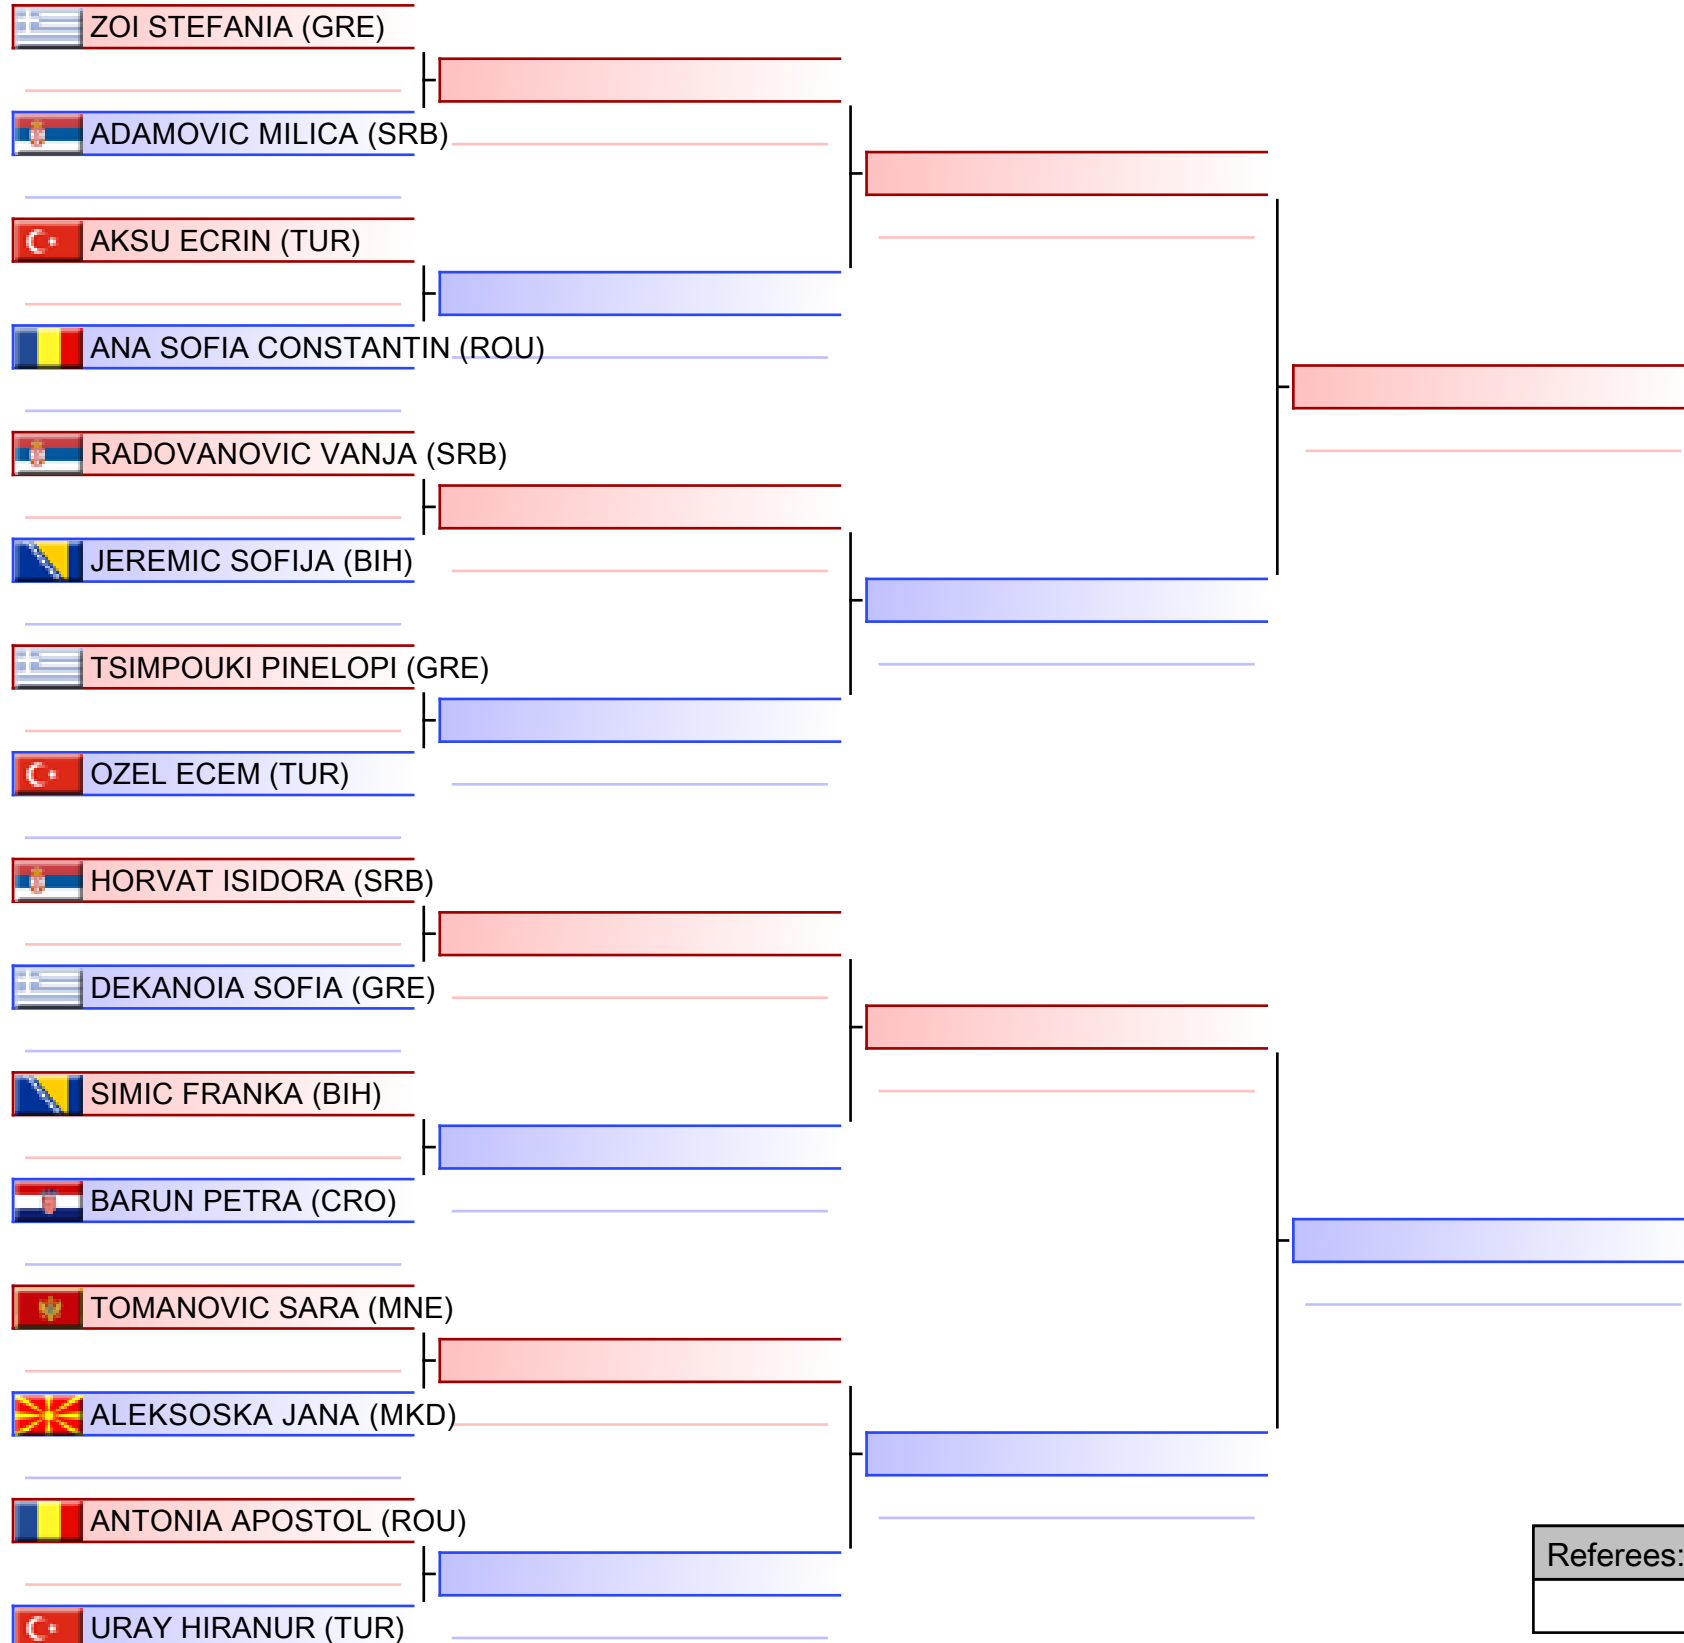 ZOI STEFANIA (GRE)
ADAMOVIC MILICA (SRB)
AKSU ECRIN (TUR)
ANA SOFIA CONSTANTIN (ROU)
RADOVANOVIC VANJA (SRB)
JEREMIC SOFIJA (BIH)
TSIMPOUKI PINELOPI (GRE)
OZEL ECEM (TUR)
HORVAT ISIDORA (SRB)
DEKANOIA SOFIA (GRE)
SIMIC FRANKA (BIH)
BARUN PETRA (CRO)
TOMANOVIC SARA (MNE)
ALEKSOSKA JANA (MKD)
ANTONIA APOSTOL (ROU)
URAY HIRANUR (TUR)
Referees: